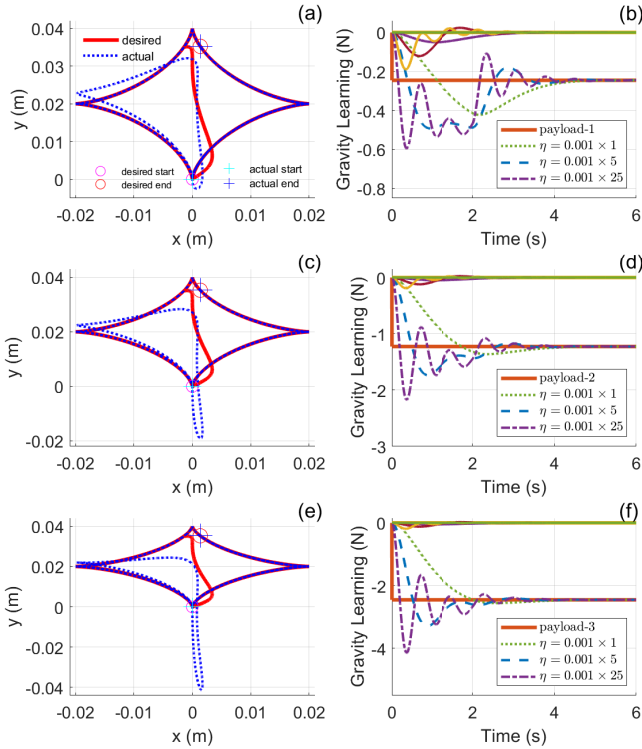 (a)
0.04
0.03
0.02
0.01
0
y (m)
desired
actual
desired start
desired end
actual start
actual end
-0.02
-0.01
0
0.01
0.02
x (m)
(b)
0
-0.2
-0.4
-0.6
-0.8
Gravity Learning (N)
payload-1
η = 0.001 × 1
η = 0.001 × 5
η = 0.001 × 25
0
2
4
6
Time (s)
(c)
0.04
0.02
0
-0.02
y (m)
-0.02
-0.01
0
0.01
0.02
x (m)
(d)
0
-1
-2
-3
Gravity Learning (N)
payload-2
η = 0.001 × 1
η = 0.001 × 5
η = 0.001 × 25
0
2
4
6
Time (s)
(e)
0.04
0.02
0
-0.02
-0.04
y (m)
-0.02
-0.01
0
0.01
0.02
x (m)
(f)
0
-2
-4
Gravity Learning (N)
payload-3
η = 0.001 × 1
η = 0.001 × 5
η = 0.001 × 25
0
2
4
6
Time (s)